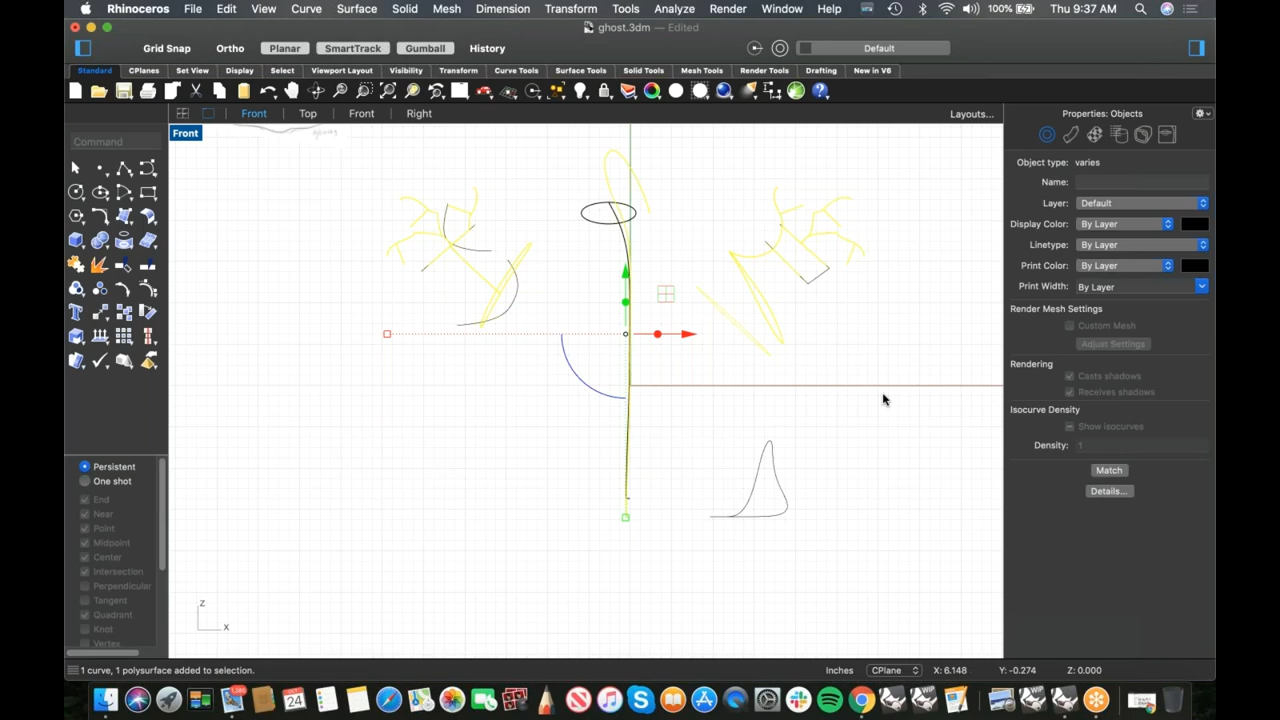 Rhinoceros File Edit View Curve Surface Solid Mesh Dimension Transform Tools Analyze Render Window Help 100% Thu 9:37 AM
ghost.3dm — Edited
Grid Snap Ortho Planar SmartTrack Gumball History Default
Standard CPlanes Set View Display Select Viewport Layout Visibility Transform Curve Tools Surface Tools Solid Tools Mesh Tools Render Tools Drafting New in V6
Front Top Front Right Layouts... Properties: Objects
Front
Command
Object type: varies
Name:
Layer: Default
Display Color: By Layer
Linetype: By Layer
Print Color: By Layer
Print Width: By Layer
Render Mesh Settings
Custom Mesh
Adjust Settings
Rendering
Casts shadows
Receives shadows
Isocurve Density
Show isocurves
Density: 1
Match
Details...
Persistent
One shot
End
Near
Point
Midpoint
Center
Intersection
Perpendicular
Tangent
Quadrant
Knot
Vertex
Z
X
1 curve, 1 polysurface added to selection. Inches CPlane X: 6.148 Y: -0.274 Z: 0.000
24